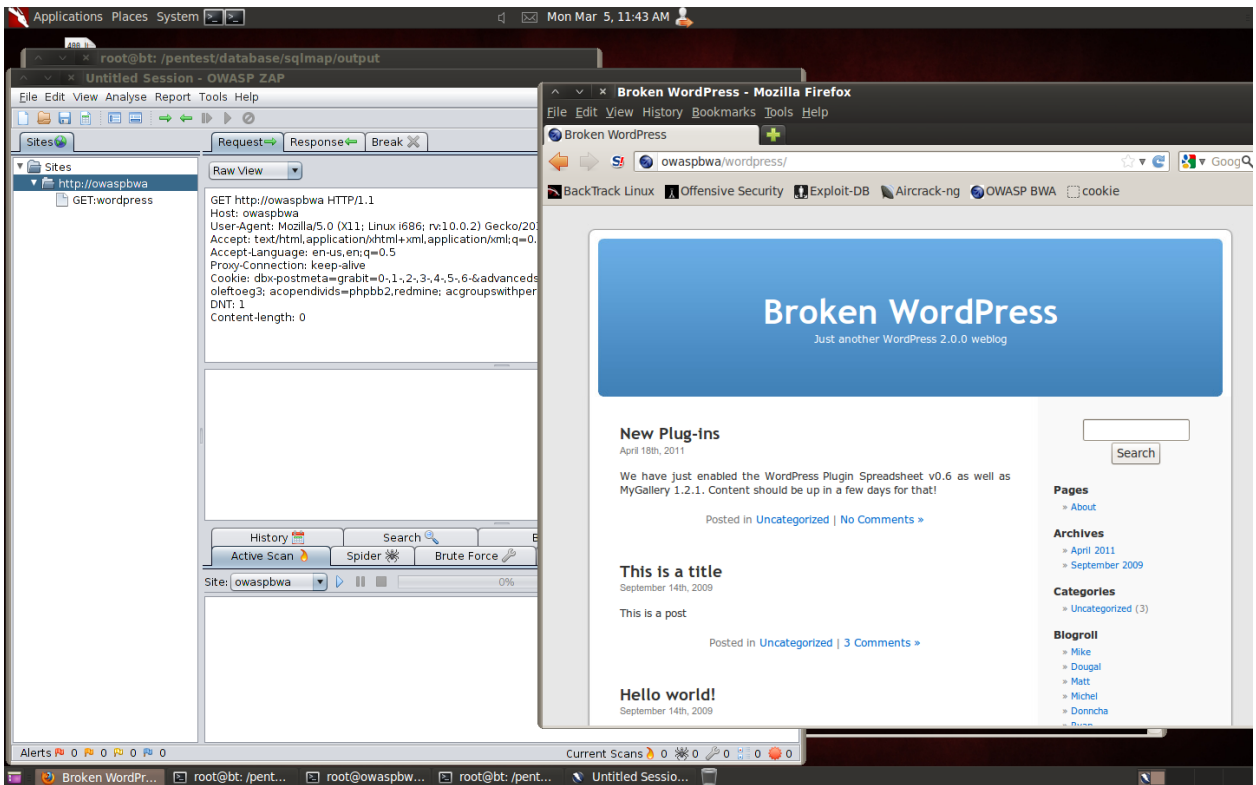 Applications Places System
Mon Mar 5, 11:43 AM
root@bt: /pentest/database/sqlmap/output
Untitled Session - OWASP ZAP
File Edit View Analyse Report Tools Help
Sites
Request Response Break
Sites
http://owaspbwa
GET:wordpress
Raw View
GET http://owaspbwa HTTP/1.1
Host: owaspbwa
User-Agent: Mozilla/5.0 (X11; Linux i686; rv:10.0.2) Gecko/201
Accept: text/html,application/xhtml+xml,application/xml;q=0.
Accept-Language: en-us,en;q=0.5
Proxy-Connection: keep-alive
Cookie: dbx-postmeta=grabit=0-,1-,2-,3-,4-,5-,6-&advanceds
oleftoeg3; acopendivids=phpbb2,redmine; acgroupswithper
DNT: 1
Content-length: 0
History Search
Active Scan Spider Brute Force
Site: owaspbwa 0%
Alerts 0 0 0 0
Current Scans 0 0 0 0 0
Broken WordPress - Mozilla Firefox
File Edit View History Bookmarks Tools Help
Broken WordPress
S! owaspbwa/wordpress/ Goog
BackTrack Linux Offensive Security Exploit-DB Aircrack-ng OWASP BWA cookie
Broken WordPress
Just another WordPress 2.0.0 weblog
New Plug-ins
April 18th, 2011
We have just enabled the WordPress Plugin Spreadsheet v0.6 as well as
MyGallery 1.2.1. Content should be up in a few days for that!
Posted in Uncategorized | No Comments »
This is a title
September 14th, 2009
This is a post
Posted in Uncategorized | 3 Comments »
Hello world!
September 14th, 2009
Search
Pages
» About
Archives
» April 2011
» September 2009
Categories
» Uncategorized (3)
Blogroll
» Mike
» Dougal
» Matt
» Michel
» Donncha
» Ryan
Broken WordPr... root@bt: /pent... root@owaspbw... root@bt: /pent... Untitled Sessio...